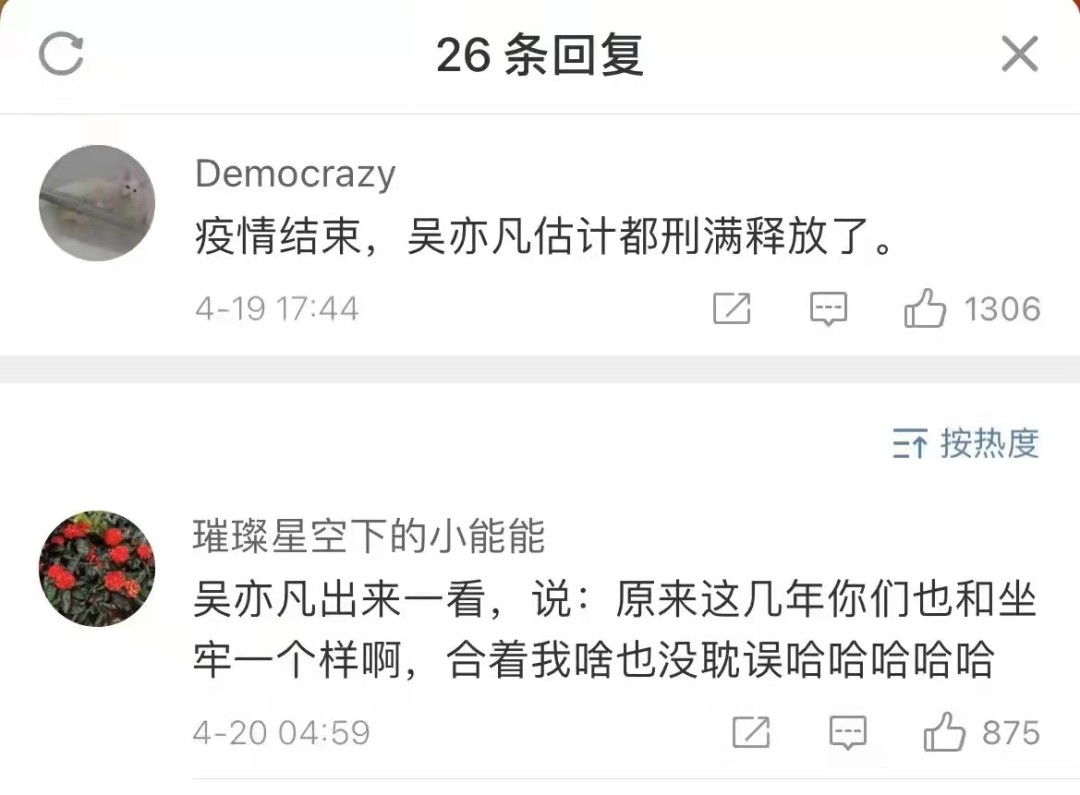 26 条回复
Democrazy
疫情结束，吴亦凡估计都刑满释放了。
4-19 17:44
1306
按热度
璀璨星空下的小能能
吴亦凡出来一看，说：原来这几年你们也和坐
牢一个样啊，合着我啥也没耽误哈哈哈哈哈
4-20 04:59
875